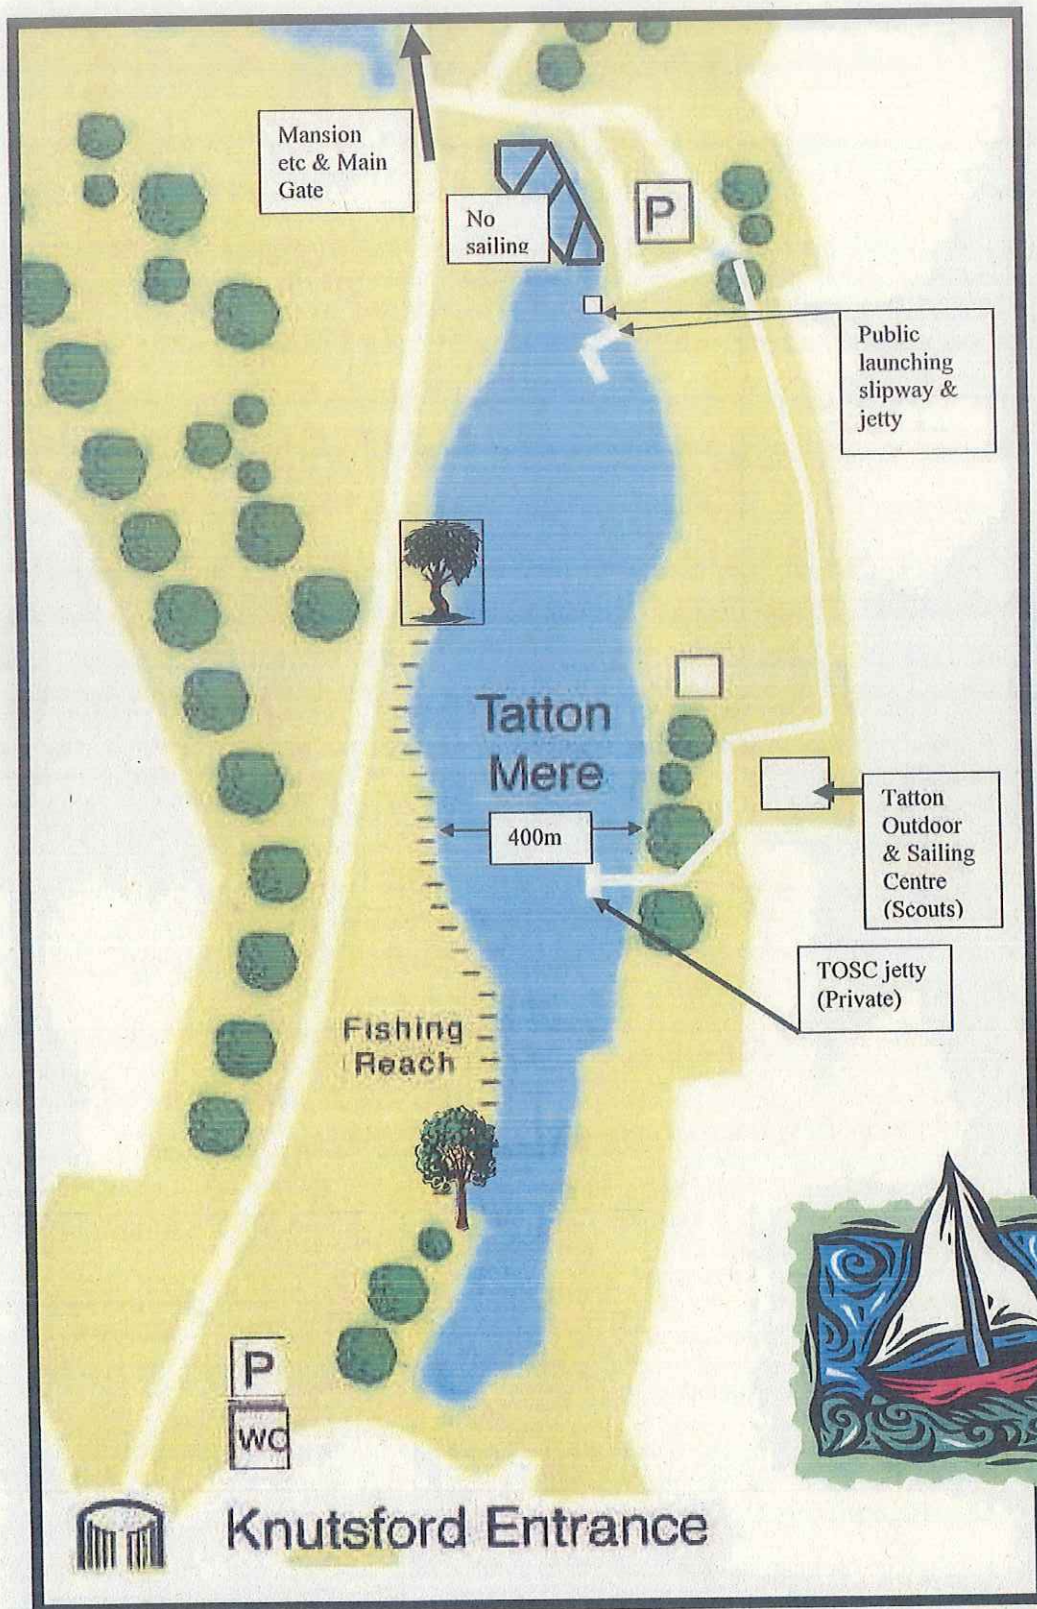 Mansion
etc & Main
Gate
No
sailing
P
Public
launching
slipway &
jetty
Tatton
Mere
400m
Tatton
Outdoor
& Sailing
Centre
(Scouts)
TOSC jetty
(Private)
Fishing
Reach
P
WC
Knutsford Entrance